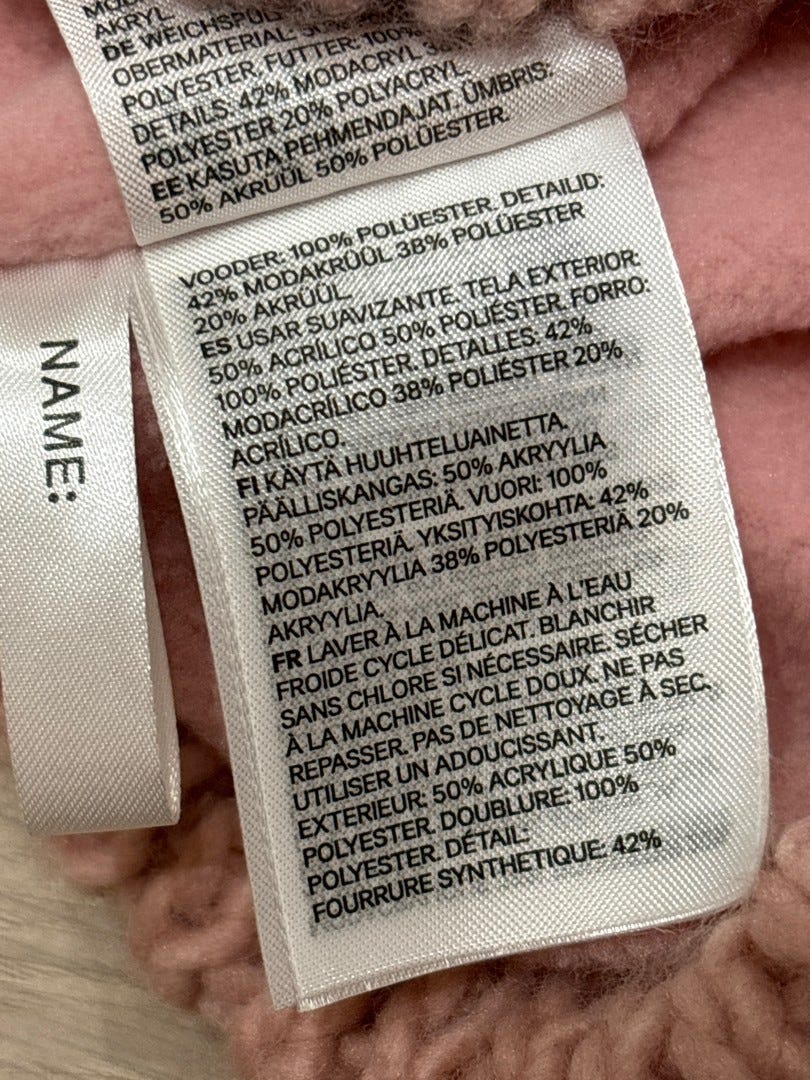 AKRYL.
DE WEICHSPÜL
OBERMATERIAL: 50%
POLYESTER. FUTTER: 100%
DETAILS: 42% MODACRYL 38%
POLYESTER 20% POLYACRYL.
EE KASUTA PEHMENDAJAT. ÜMBRIS:
50% AKRÜÜL 50% POLÜESTER.
VOODER: 100% POLÜESTER. DETAILID:
42% MODAKRÜÜL 38% POLÜESTER
20% AKRÜÜL.
ES USAR SUAVIZANTE. TELA EXTERIOR:
50% ACRÍLICO 50% POLIÉSTER. FORRO:
100% POLIÉSTER. DETALLES: 42%
MODACRÍLICO 38% POLIÉSTER 20%
ACRÍLICO.
FI KÄYTÄ HUUHTELUAINETTA.
PÄÄLLISKANGAS: 50% AKRYYLIA
50% POLYESTERIÄ. VUORI: 100%
POLYESTERIÄ. YKSITYISKOHTA: 42%
MODAKRYYLIA 38% POLYESTERIÄ 20%
AKRYYLIA.
FR LAVER À LA MACHINE À L'EAU
FROIDE CYCLE DÉLICAT. BLANCHIR
SANS CHLORE SI NÉCESSAIRE. SÉCHER
À LA MACHINE CYCLE DOUX. NE PAS
REPASSER. PAS DE NETTOYAGE À SEC.
UTILISER UN ADOUCISSANT.
EXTERIEUR: 50% ACRYLIQUE 50%
POLYESTER. DOUBLURE: 100%
POLYESTER. DÉTAIL:
FOURRURE SYNTHETIQUE: 42%
NAME: